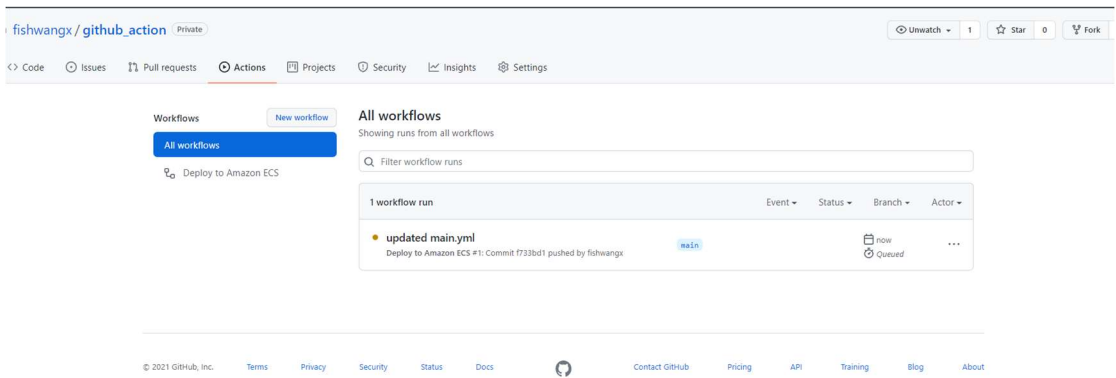 fishwangx / github_action Private
Unwatch 1 Star 0 Fork
<> Code Issues Pull requests Actions Projects Security Insights Settings
Workflows New workflow
All workflows
Deploy to Amazon ECS
All workflows
Showing runs from all workflows
Filter workflow runs
1 workflow run Event Status Branch Actor
updated main.yml main now
Deploy to Amazon ECS #1: Commit f733bd1 pushed by fishwangx Queued
© 2021 GitHub, Inc. Terms Privacy Security Status Docs Contact GitHub Pricing API Training Blog About